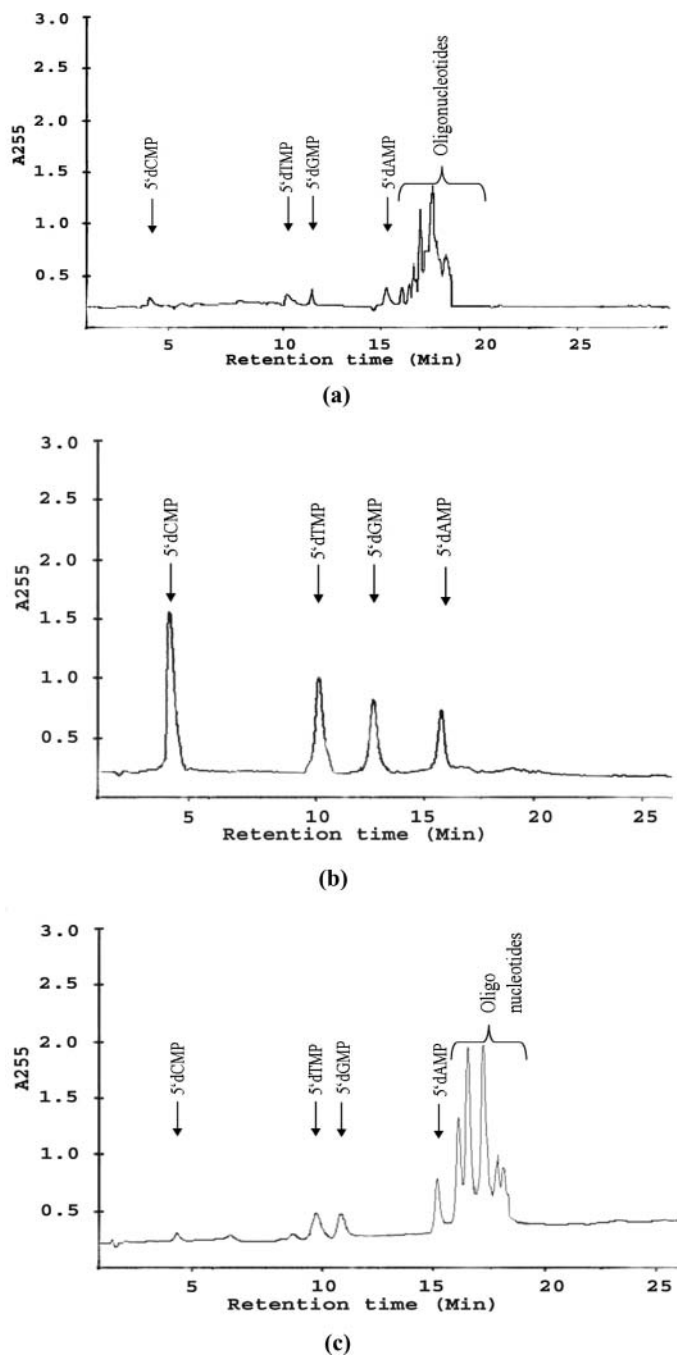 3.0
2.5
2.0
1.5
1.0
0.5
A255
5'dCMP
5'dTMP
5'dGMP
5'dAMP
Oligonucleotides
5
10
15
20
25
Retention time (Min)
(a)
3.0
2.5
2.0
1.5
1.0
0.5
A255
5'dCMP
5'dTMP
5'dGMP
5'dAMP
5
10
15
20
25
Retention time (Min)
(b)
3.0
2.5
2.0
1.5
1.0
0.5
A255
5'dCMP
5'dTMP
5'dGMP
5'dAMP
Oligo
nucleotides
5
10
15
20
25
Retention time (Min)
(c)